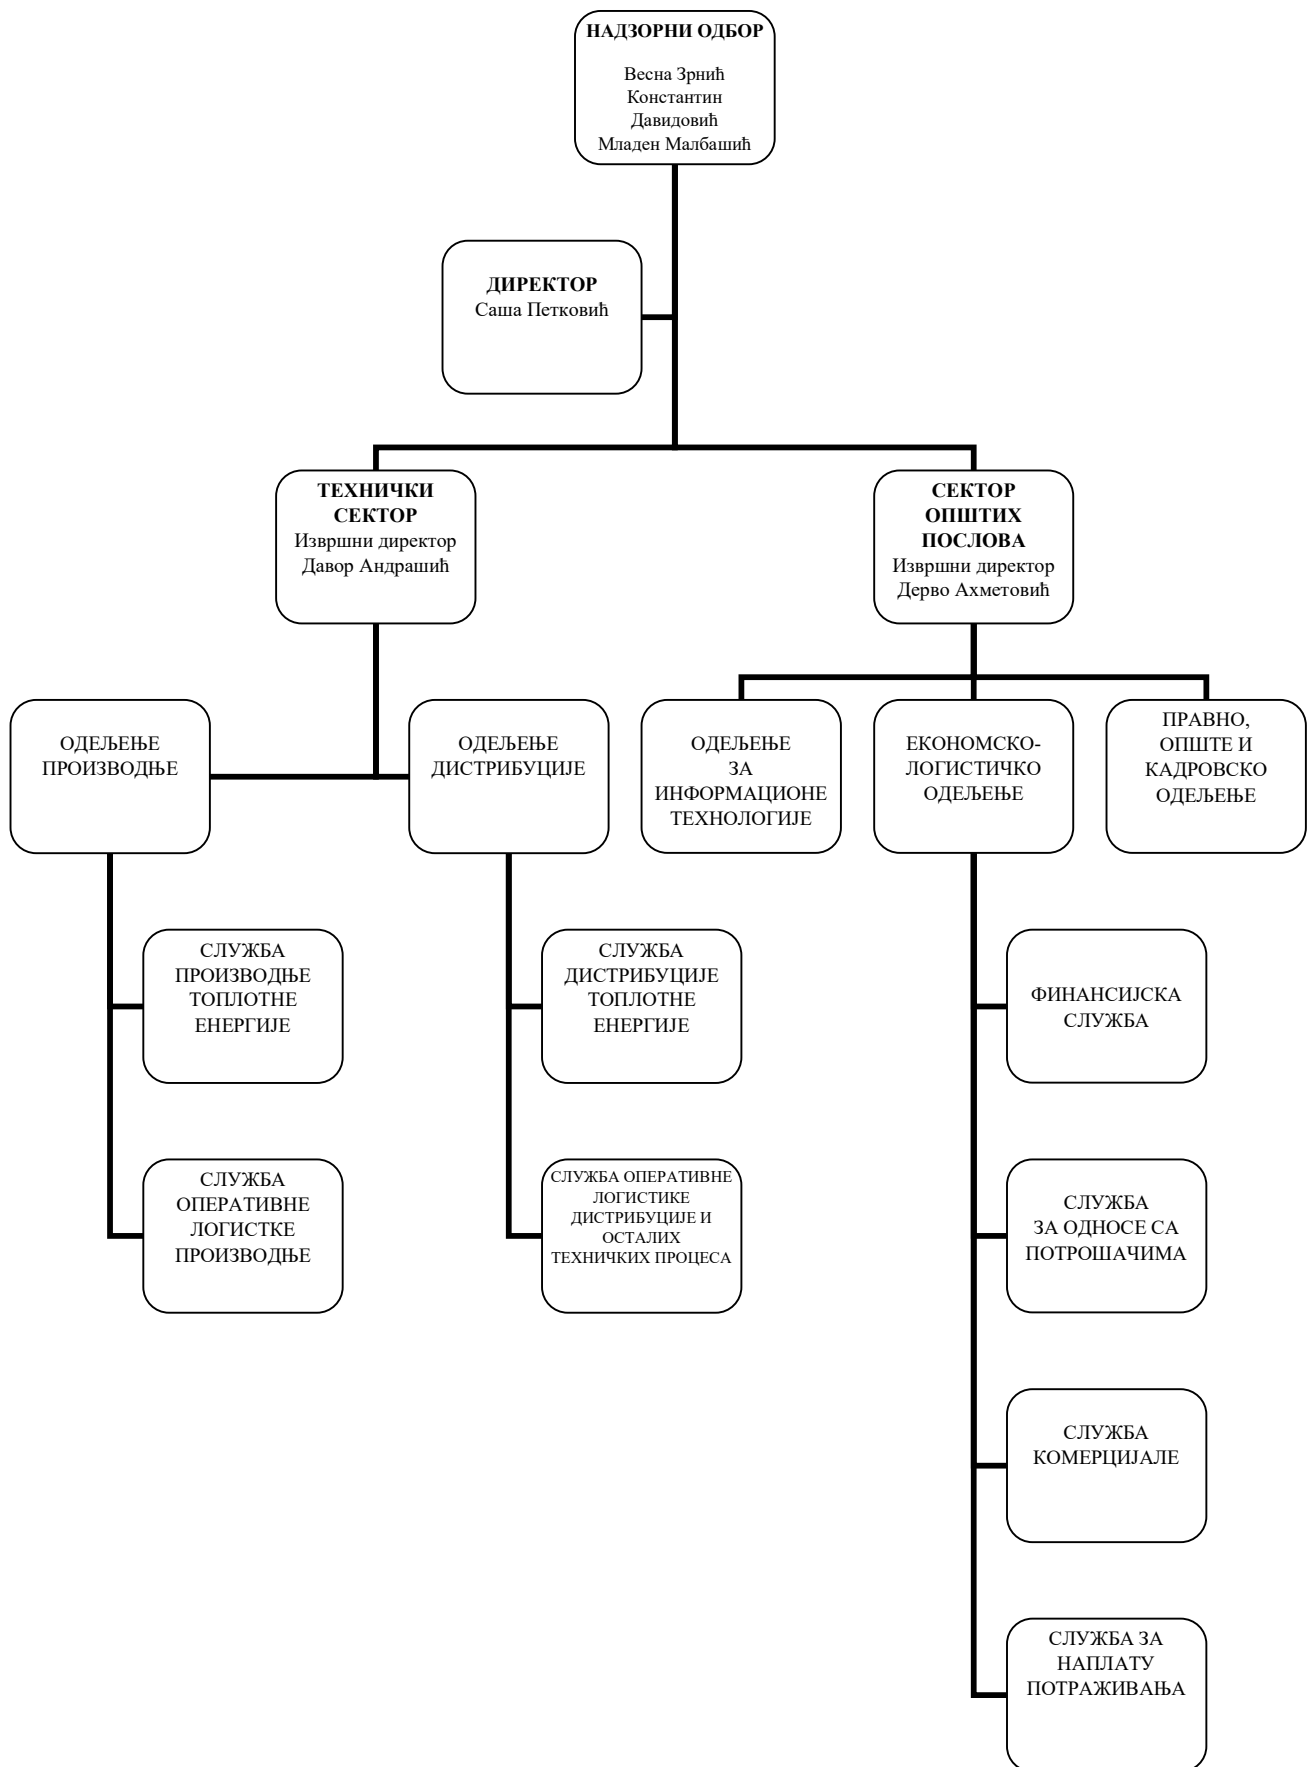 НАДЗОРНИ ОДБОР
Весна Зрнић
Константин
Давидовић
Младен Малбашић
ДИРЕКТОР
Саша Петковић
ТЕХНИЧКИ
СЕКТОР
Извршни директор
Давор Андрашић
СЕКТОР
ОПШТИХ
ПОСЛОВА
Извршни директор
Дерво Ахметовић
ОДЕЉЕЊЕ
ПРОИЗВОДЊЕ
ОДЕЉЕЊЕ
ДИСТРИБУЦИЈЕ
ОДЕЉЕЊЕ
ЗА
ИНФОРМАЦИОНЕ
ТЕХНОЛОГИЈЕ
ЕКОНОМСКО-
ЛОГИСТИЧКО
ОДЕЉЕЊЕ
ПРАВНО,
ОПШТЕ И
КАДРОВСКО
ОДЕЉЕЊЕ
СЛУЖБА
ПРОИЗВОДЊЕ
ТОПЛОТНЕ
ЕНЕРГИЈЕ
СЛУЖБА
ДИСТРИБУЦИЈЕ
ТОПЛОТНЕ
ЕНЕРГИЈЕ
ФИНАНСИЈСКА
СЛУЖБА
СЛУЖБА
ОПЕРАТИВНЕ
ЛОГИСТКЕ
ПРОИЗВОДЊЕ
СЛУЖБА ОПЕРАТИВНЕ
ЛОГИСТИКЕ
ДИСТРИБУЦИЈЕ И
ОСТАЛИХ
ТЕХНИЧКИХ ПРОЦЕСА
СЛУЖБА
ЗА ОДНОСЕ СА
ПОТРОШАЧИМА
СЛУЖБА
КОМЕРЦИЈАЛЕ
СЛУЖБА ЗА
НАПЛАТУ
ПОТРАЖИВАЊА